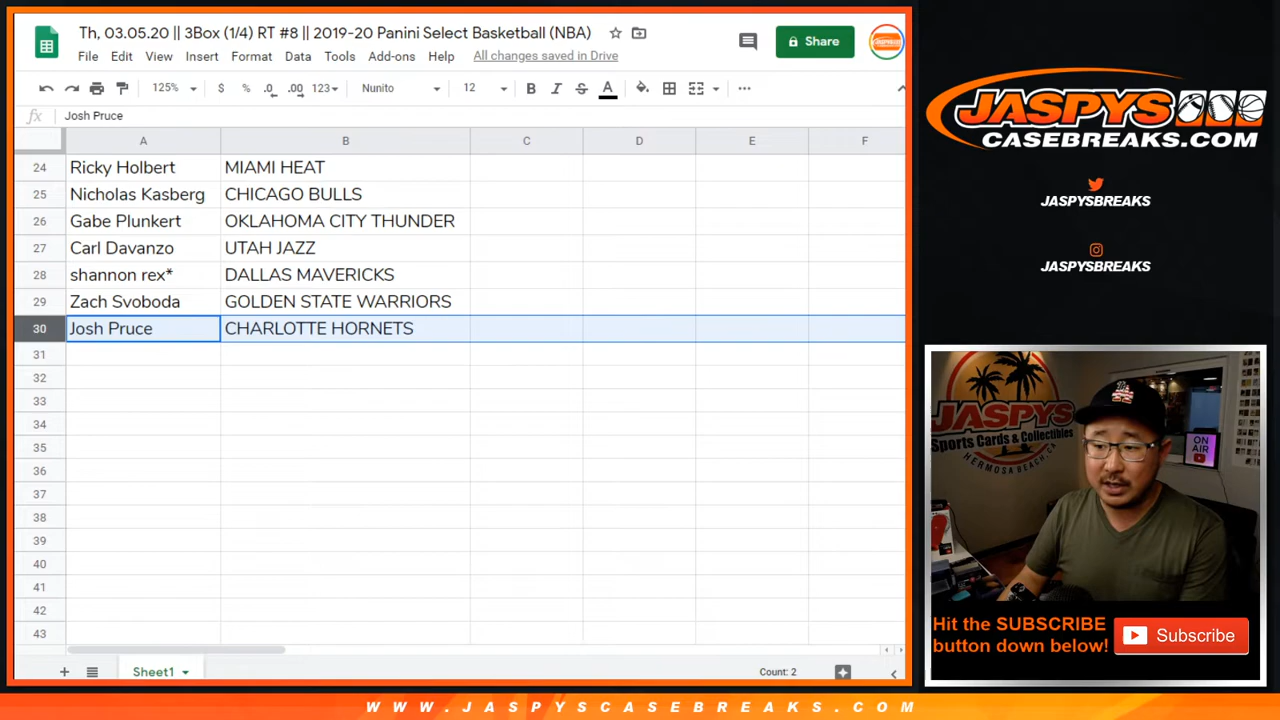 Th, 03.05.20 || 3Box (1/4) RT #8 || 2019-20 Panini Select Basketball (NBA)
File Edit View Insert Format Data Tools Add-ons Help All changes saved in Drive
Share
125% $ % .0 .00 123 Nunito 12 B I S A
fx Josh Pruce
A B C D E F
24 Ricky Holbert MIAMI HEAT
25 Nicholas Kasberg CHICAGO BULLS
26 Gabe Plunkert OKLAHOMA CITY THUNDER
27 Carl Davanzo UTAH JAZZ
28 shannon rex* DALLAS MAVERICKS
29 Zach Svoboda GOLDEN STATE WARRIORS
30 Josh Pruce CHARLOTTE HORNETS
31
32
33
34
35
36
37
38
39
40
41
42
43
Sheet1
Count: 2
JASPYS
CASEBREAKS.COM
JASPYSBREAKS
JASPYSBREAKS
JASPYS
Sports Cards & Collectibles
HERMOSA BEACH, CA
ON
AIR
Hit the SUBSCRIBE
button down below!
Subscribe
WWW.JASPYSCASEBREAKS.COM